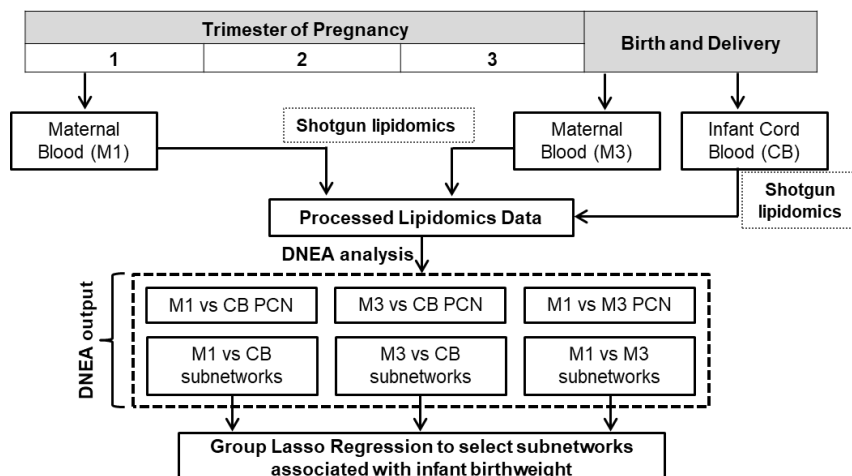 Trimester of Pregnancy
Birth and Delivery
1
2
3
Maternal
Blood (M1)
Shotgun lipidomics
Maternal
Blood (M3)
Infant Cord
Blood (CB)
Shotgun
lipidomics
Processed Lipidomics Data
DNEA analysis
DNEA output
M1 vs CB PCN
M3 vs CB PCN
M1 vs M3 PCN
M1 vs CB
subnetworks
M3 vs CB
subnetworks
M1 vs M3
subnetworks
Group Lasso Regression to select subnetworks
associated with infant birthweight